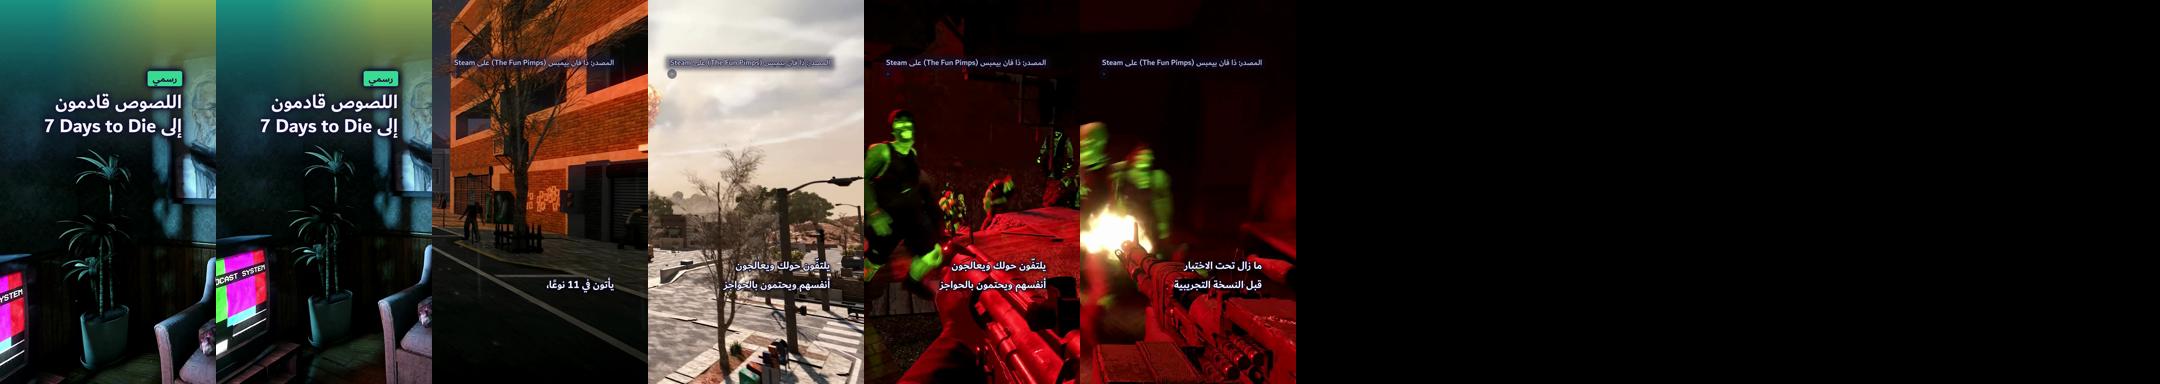 رسمي
اللصوص قادمون
إلى 7 Days to Die
SYSTEM
رسمي
اللصوص قادمون
إلى 7 Days to Die
DCAST SYSTEM
المصدر: ذا فان بيمبس (The Fun Pimps) على Steam
يأتون في 11 نوعًا،
المصدر: ذا فان بيمبس (The Fun Pimps) على Steam
يلتفّون حولك ويعالجون
أنفسهم ويحتمون بالحواجز
المصدر: ذا فان بيمبس (The Fun Pimps) على Steam
يلتفّون حولك ويعالجون
أنفسهم ويحتمون بالحواجز
المصدر: ذا فان بيمبس (The Fun Pimps) على Steam
ما زال تحت الاختبار
قبل النسخة التجريبية